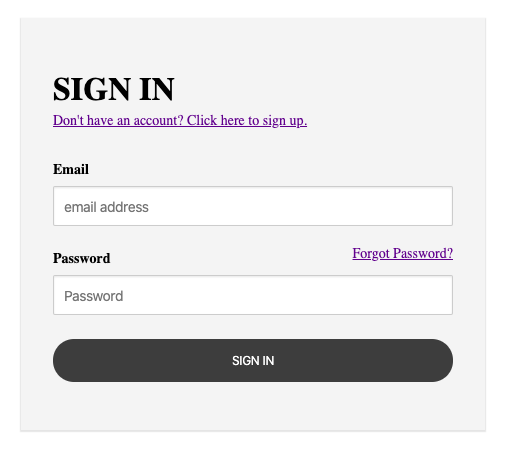 SIGN IN
Don't have an account? Click here to sign up.
Email
email address
Password
Forgot Password?
Password
SIGN IN